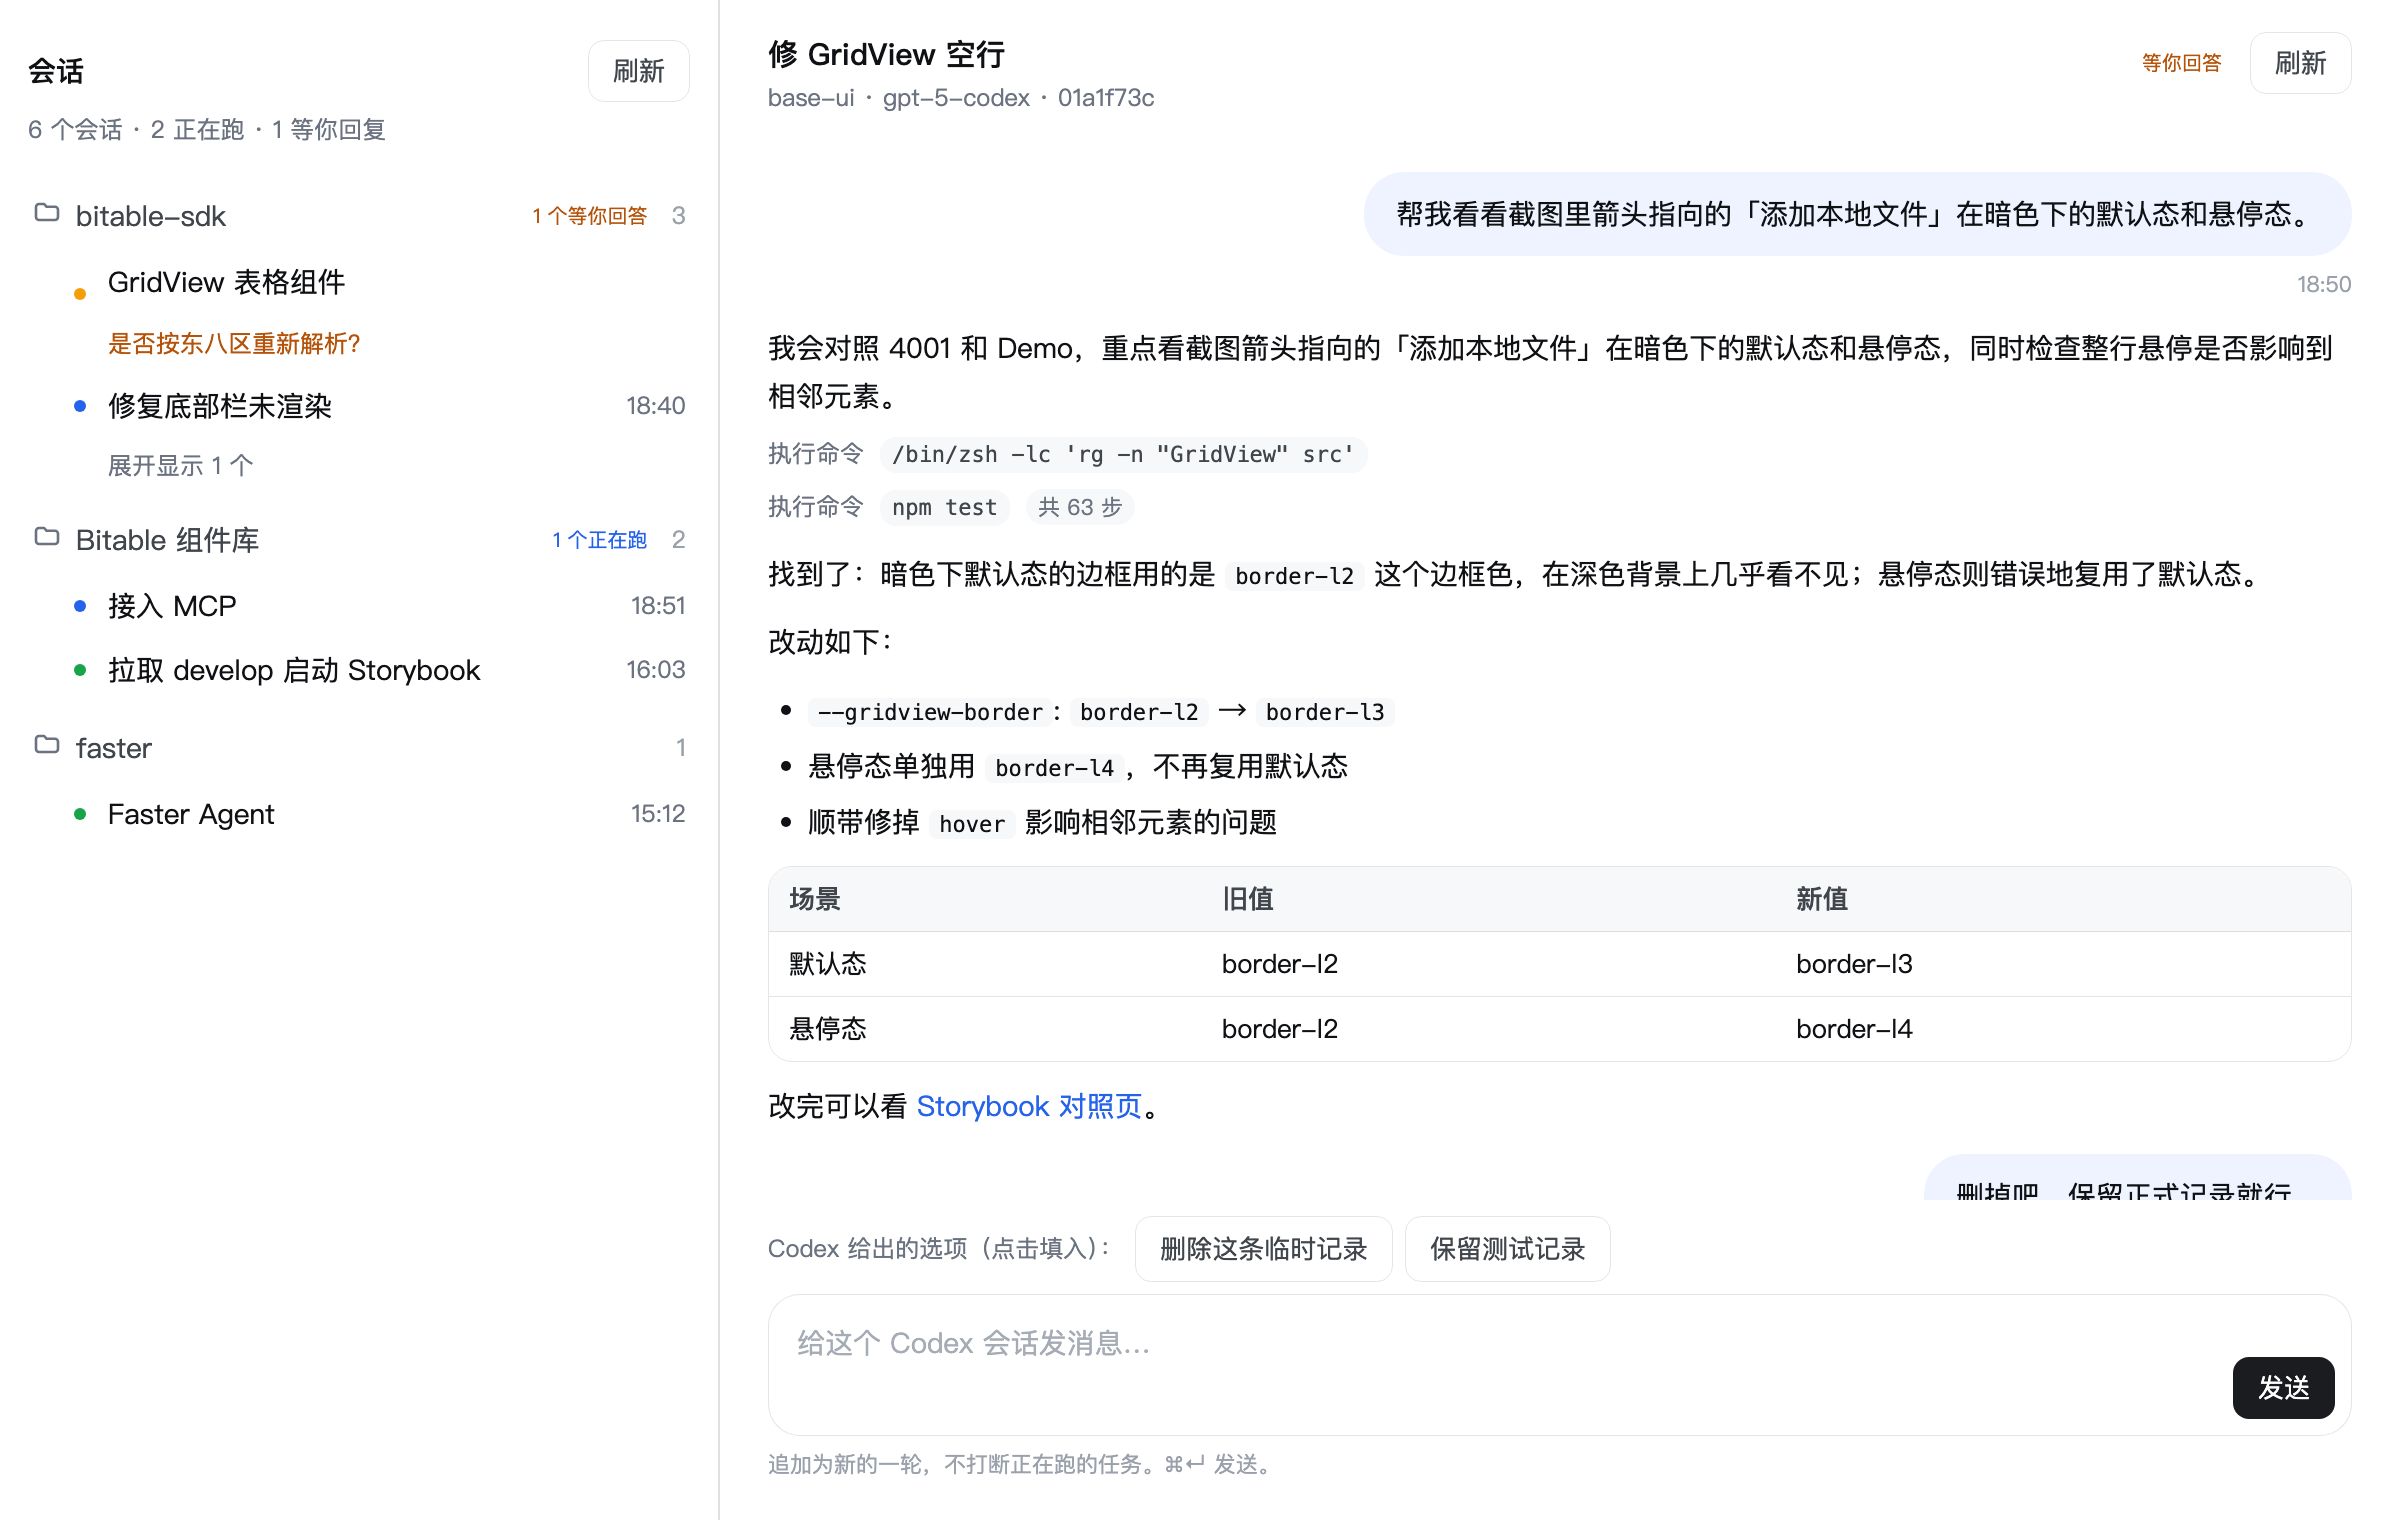 会话
刷新
6 个会话 · 2 正在跑 · 1 等你回复
bitable-sdk
1 个等你回答 3
GridView 表格组件
是否按东八区重新解析?
修复底部栏未渲染 18:40
展开显示 1 个
Bitable 组件库
1 个正在跑 2
接入 MCP 18:51
拉取 develop 启动 Storybook 16:03
faster 1
Faster Agent 15:12
修 GridView 空行
base-ui · gpt-5-codex · 01a1f73c
等你回答
刷新
帮我看看截图里箭头指向的「添加本地文件」在暗色下的默认态和悬停态。
18:50
我会对照 4001 和 Demo，重点看截图箭头指向的「添加本地文件」在暗色下的默认态和悬停态，同时检查整行悬停是否影响到
相邻元素。
执行命令 /bin/zsh -lc 'rg -n "GridView" src'
执行命令 npm test 共 63 步
找到了：暗色下默认态的边框用的是 border-l2 这个边框色，在深色背景上几乎看不见；悬停态则错误地复用了默认态。
改动如下：
• --gridview-border：border-l2 → border-l3
• 悬停态单独用 border-l4，不再复用默认态
• 顺带修掉 hover 影响相邻元素的问题
场景 旧值 新值
默认态 border-l2 border-l3
悬停态 border-l2 border-l4
改完可以看 Storybook 对照页。
删掉吧，保留正式记录就行
Codex 给出的选项（点击填入）：
删除这条临时记录
保留测试记录
给这个 Codex 会话发消息...
发送
追加为新的一轮，不打断正在跑的任务。⌘↵ 发送。